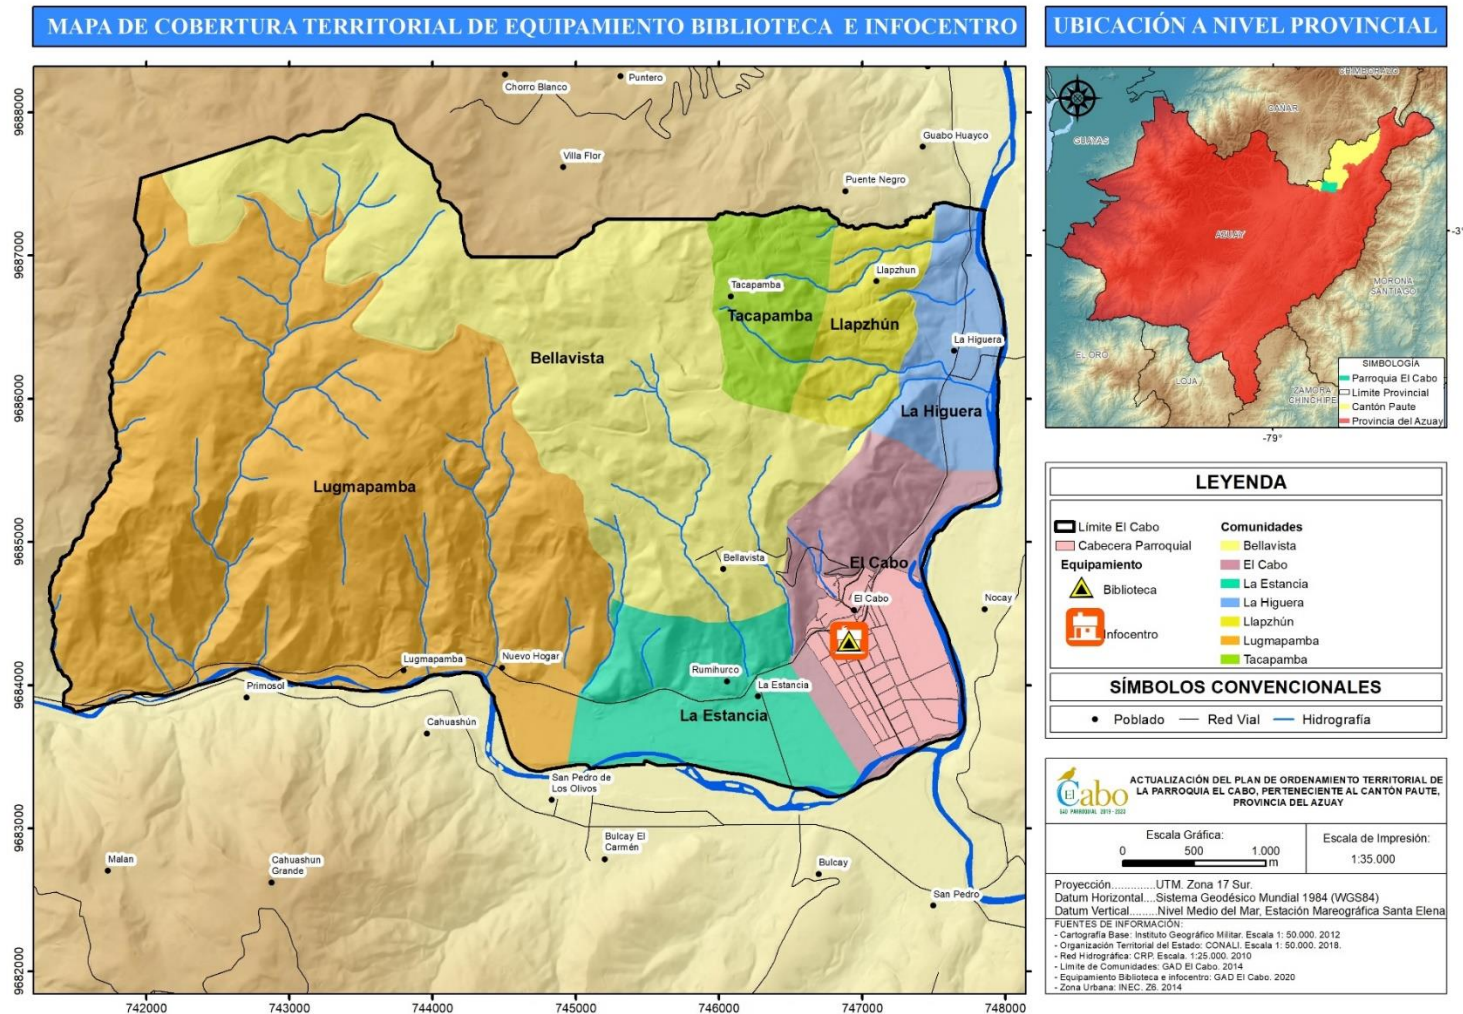 MAPA DE COBERTURA TERRITORIAL DE EQUIPAMIENTO BIBLIOTECA E INFOCENTRO
UBICACIÓN A NIVEL PROVINCIAL
9688000
9687000
9686000
9685000
9684000
9683000
9682000
742000
743000
744000
745000
746000
747000
748000
Chorro Blanco
Puntero
Villa Flor
Guabo Huayco
Puente Negro
Tacapamba
Tacapamba
Llapzhun
Llapzhún
La Higuera
La Higuera
Bellavista
Lugmapamba
Bellavista
El Cabo
El Cabo
Nocay
Lugmapamba
Nuevo Hogar
Rumihurco
La Estancia
La Estancia
Primosol
Cahuashún
San Pedro de
Los Olivos
Bulcay El
Carmén
Bulcay
San Pedro
Malan
Cahuashun
Grande
CHIMBORAZO
CAÑAR
GUAYAS
AZUAY
MORONA
SANTIAGO
EL ORO
LOJA
ZAMORA
CHINCHIPE
-3°
-79°
SIMBOLOGÍA
Parroquia El Cabo
Límite Provincial
Cantón Paute
Provincia del Azuay
LEYENDA
Límite El Cabo
Cabecera Parroquial
Equipamiento
Biblioteca
Infocentro
Comunidades
Bellavista
El Cabo
La Estancia
La Higuera
Llapzhún
Lugmapamba
Tacapamba
SÍMBOLOS CONVENCIONALES
Poblado
Red Vial
Hidrografía
El Cabo
GAD PARROQUIAL 2019 - 2023
ACTUALIZACIÓN DEL PLAN DE ORDENAMIENTO TERRITORIAL DE
LA PARROQUIA EL CABO, PERTENECIENTE AL CANTÓN PAUTE,
PROVINCIA DEL AZUAY
Escala Gráfica:
0 500 1.000
m
Escala de Impresión:
1:35.000
Proyección..............UTM. Zona 17 Sur.
Datum Horizontal....Sistema Geodésico Mundial 1984 (WGS84)
Datum Vertical.........Nivel Medio del Mar, Estación Mareográfica Santa Elena
FUENTES DE INFORMACIÓN:
- Cartografía Base: Instituto Geográfico Militar. Escala 1: 50.000. 2012
- Organización Territorial del Estado: CONALI. Escala 1: 50.000. 2018.
- Red Hidrográfica: CRP. Escala. 1:25.000. 2010
- Límite de Comunidades: GAD El Cabo. 2014
- Equipamiento Biblioteca e infocentro: GAD El Cabo. 2020
- Zona Urbana: INEC. Z6. 2014